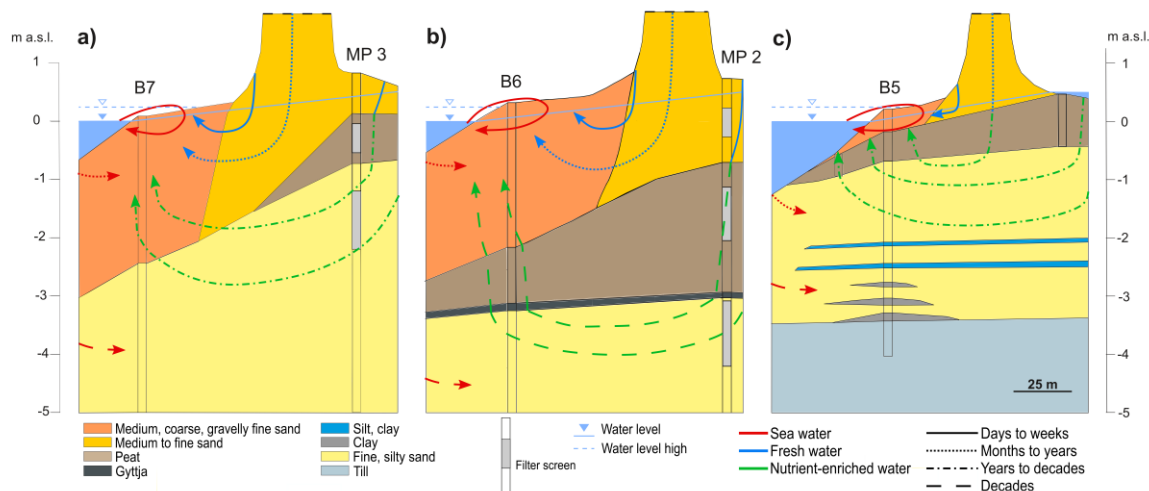 a)
b)
c)
m a.s.l.
m a.s.l.
MP 3
MP 2
B7
B6
B5
1
0
-1
-2
-3
-4
-5
1
0
-1
-2
-3
-4
-5
25 m
Medium, coarse, gravelly fine sand
Medium to fine sand
Peat
Gyttja
Silt, clay
Clay
Fine, silty sand
Till
Filter screen
Water level
Water level high
Sea water
Fresh water
Nutrient-enriched water
Days to weeks
Months to years
Years to decades
Decades